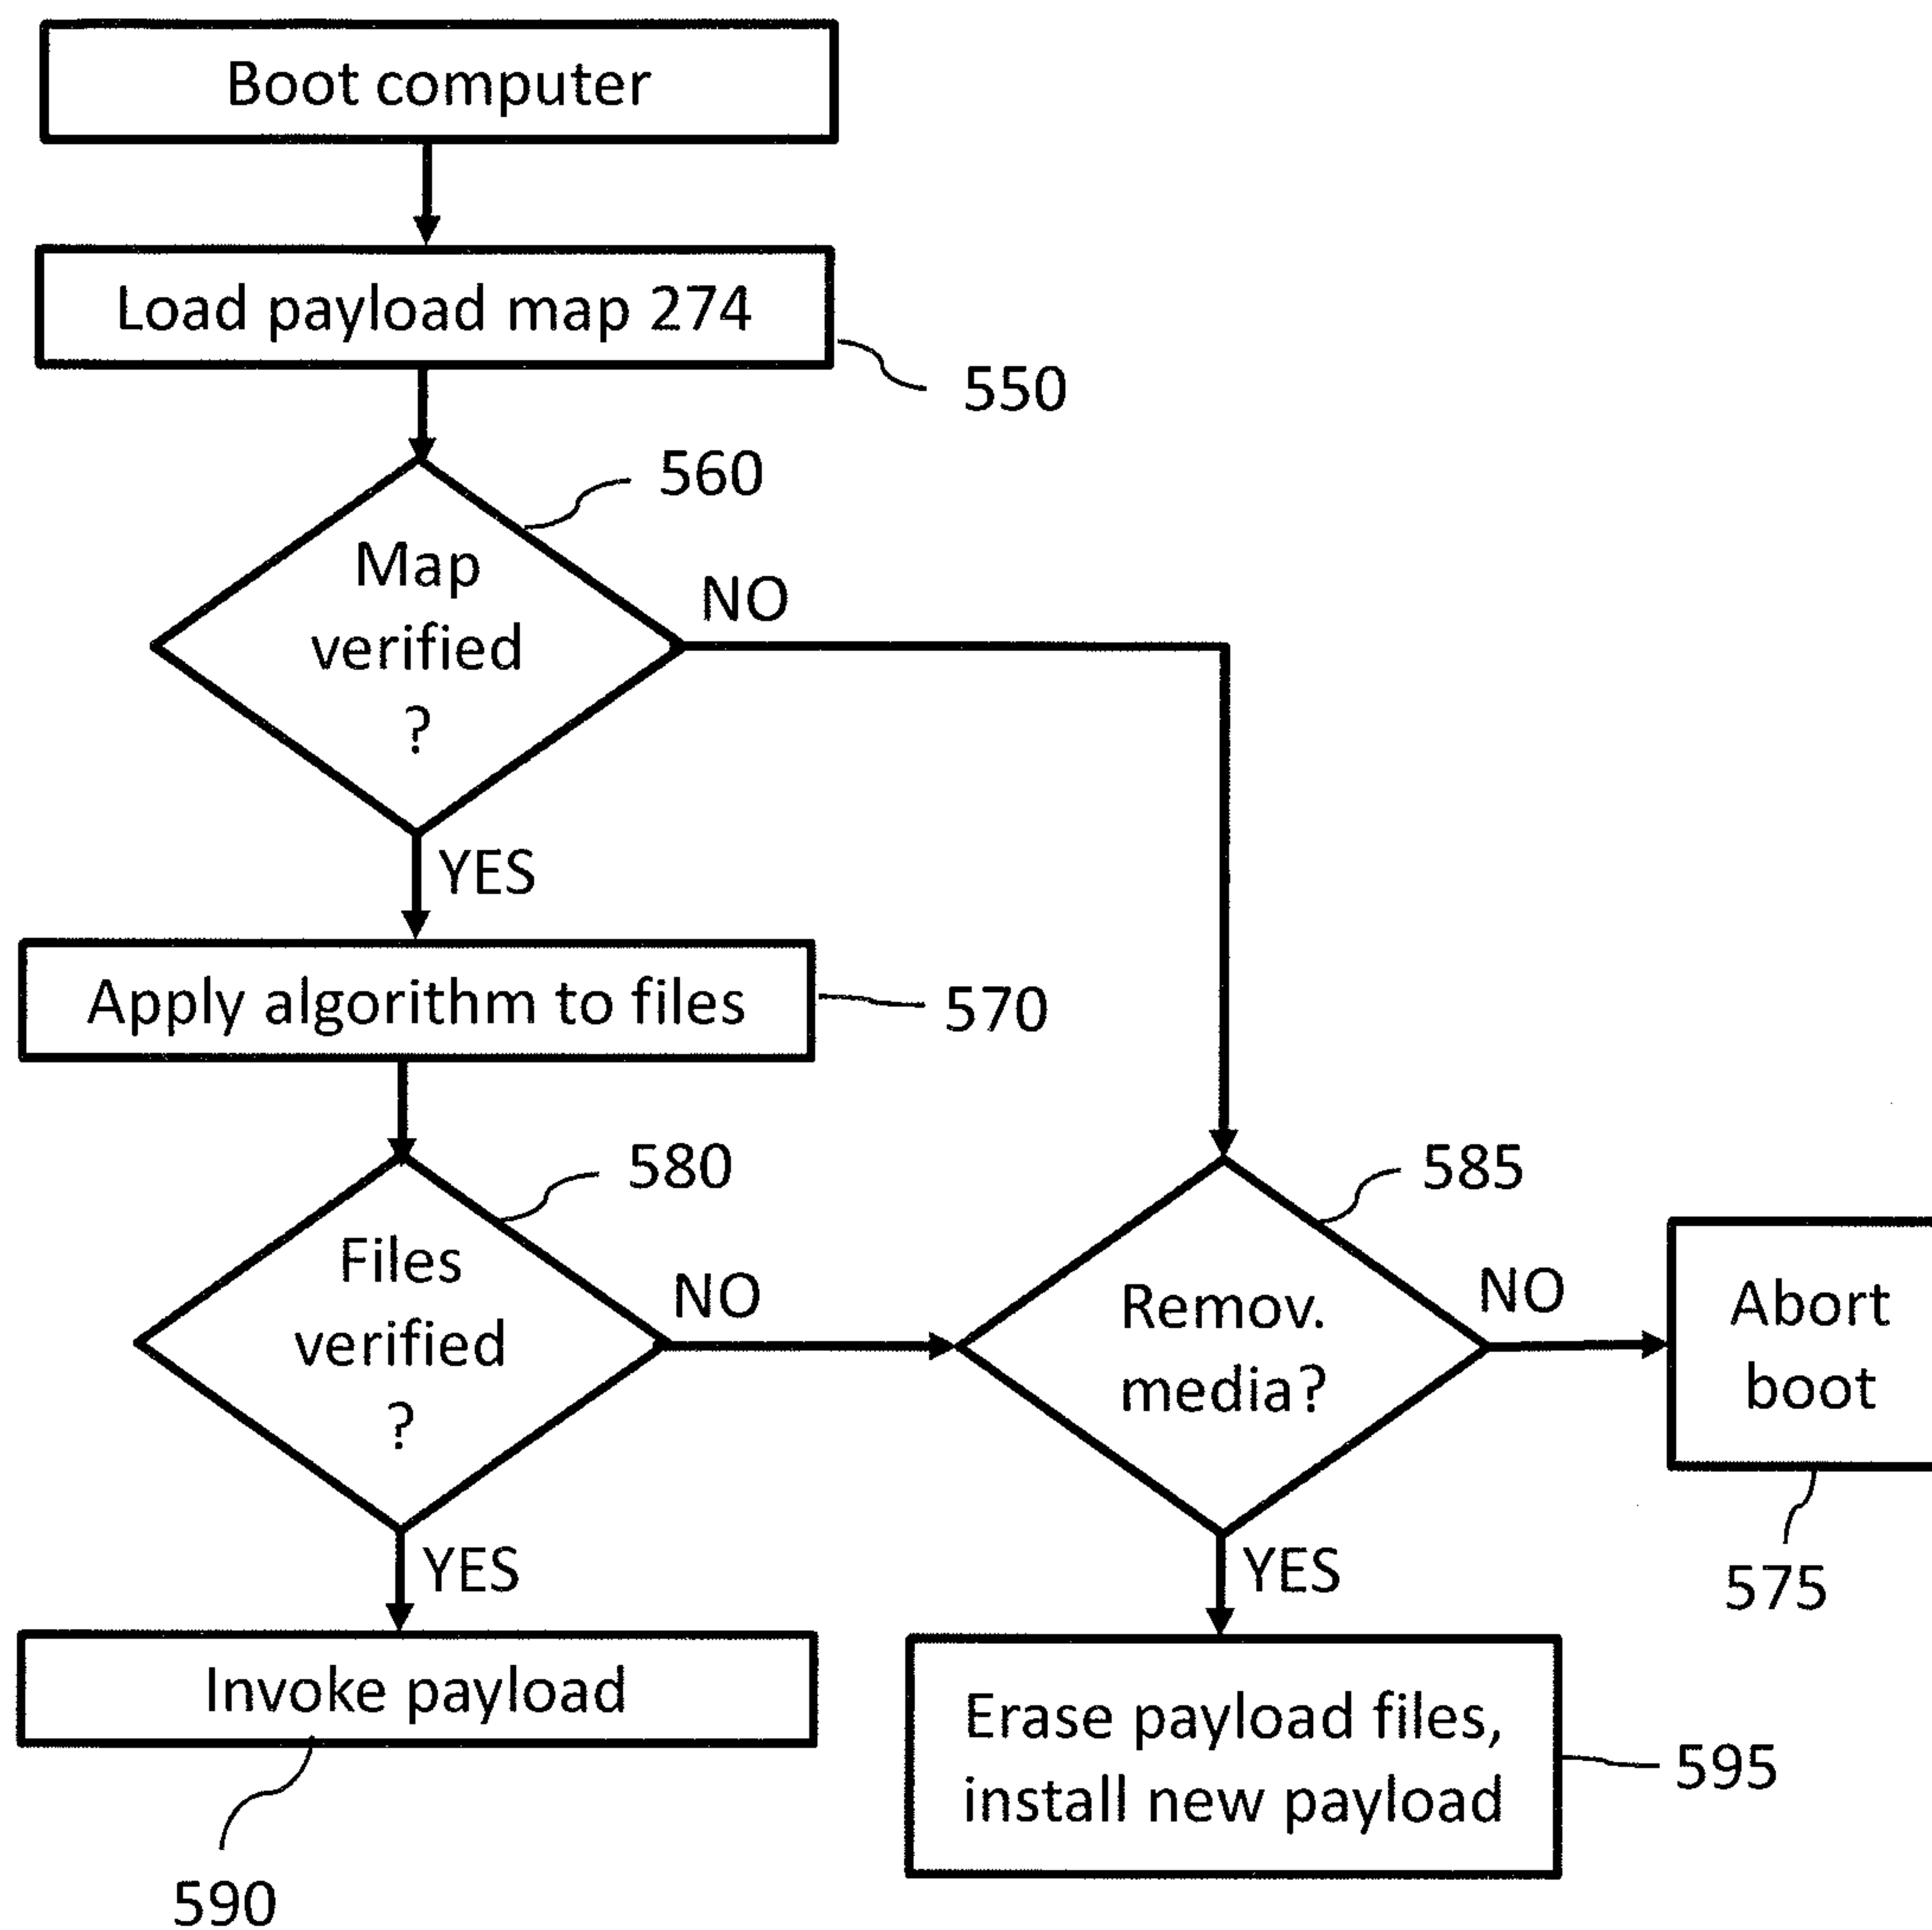 Boot computer
Load payload map 274
550
560
Map
verified
?
NO
YES
Apply algorithm to files
570
580
Files
verified
?
NO
585
Remov.
media?
NO
Abort
boot
575
YES
YES
Invoke payload
590
Erase payload files,
install new payload
595